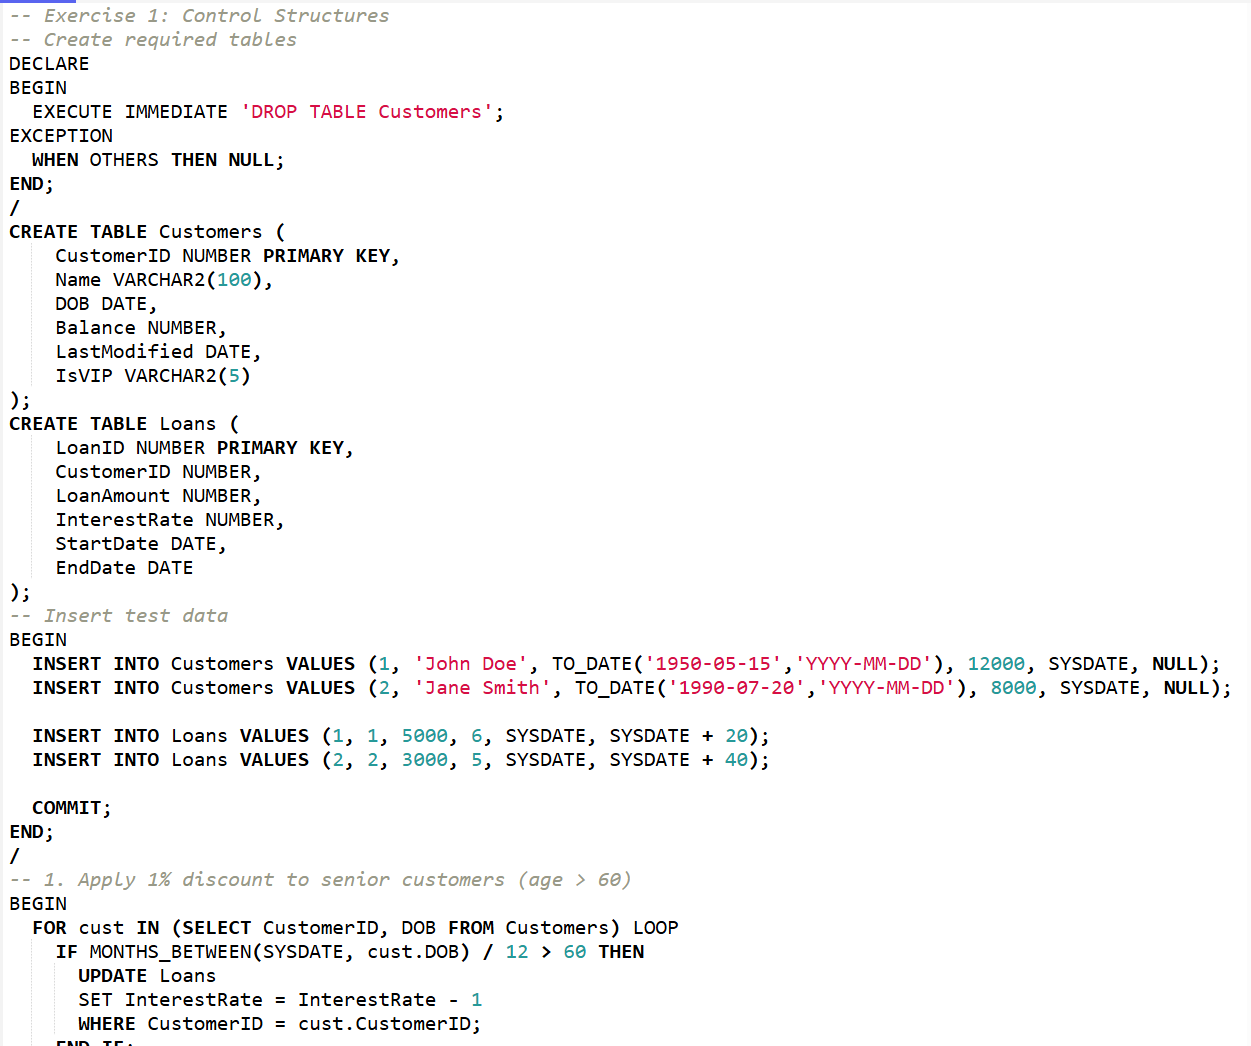 -- Exercise 1: Control Structures
-- Create required tables
DECLARE
BEGIN
  EXECUTE IMMEDIATE 'DROP TABLE Customers';
EXCEPTION
  WHEN OTHERS THEN NULL;
END;
/
CREATE TABLE Customers (
    CustomerID NUMBER PRIMARY KEY,
    Name VARCHAR2(100),
    DOB DATE,
    Balance NUMBER,
    LastModified DATE,
    IsVIP VARCHAR2(5)
);
CREATE TABLE Loans (
    LoanID NUMBER PRIMARY KEY,
    CustomerID NUMBER,
    LoanAmount NUMBER,
    InterestRate NUMBER,
    StartDate DATE,
    EndDate DATE
);
-- Insert test data
BEGIN
  INSERT INTO Customers VALUES (1, 'John Doe', TO_DATE('1950-05-15','YYYY-MM-DD'), 12000, SYSDATE, NULL);
  INSERT INTO Customers VALUES (2, 'Jane Smith', TO_DATE('1990-07-20','YYYY-MM-DD'), 8000, SYSDATE, NULL);

  INSERT INTO Loans VALUES (1, 1, 5000, 6, SYSDATE, SYSDATE + 20);
  INSERT INTO Loans VALUES (2, 2, 3000, 5, SYSDATE, SYSDATE + 40);

  COMMIT;
END;
/
-- 1. Apply 1% discount to senior customers (age > 60)
BEGIN
  FOR cust IN (SELECT CustomerID, DOB FROM Customers) LOOP
    IF MONTHS_BETWEEN(SYSDATE, cust.DOB) / 12 > 60 THEN
      UPDATE Loans
      SET InterestRate = InterestRate - 1
      WHERE CustomerID = cust.CustomerID;
    END IF;